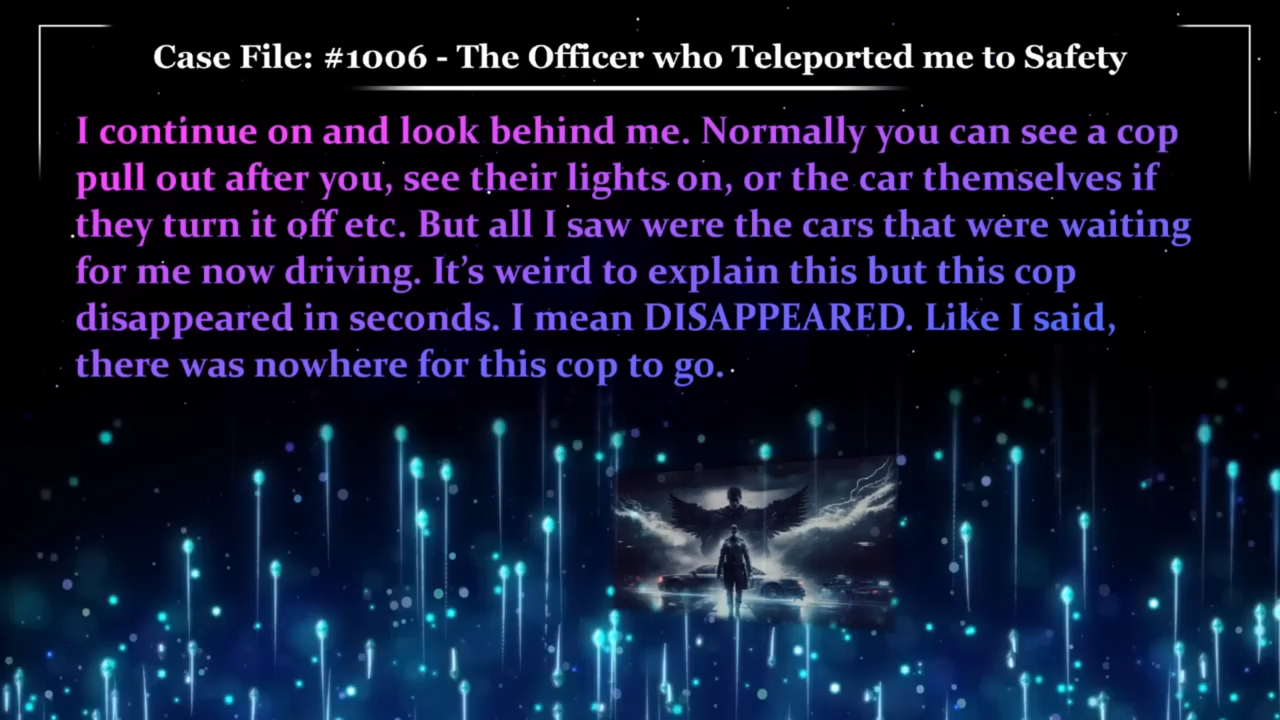 Case File: #1006 - The Officer who Teleported me to Safety
I continue on and look behind me. Normally you can see a cop
pull out after you, see their lights on, or the car themselves if
they turn it off etc. But all I saw were the cars that were waiting
for me now driving. It’s weird to explain this but this cop
disappeared in seconds. I mean DISAPPEARED. Like I said,
there was nowhere for this cop to go.